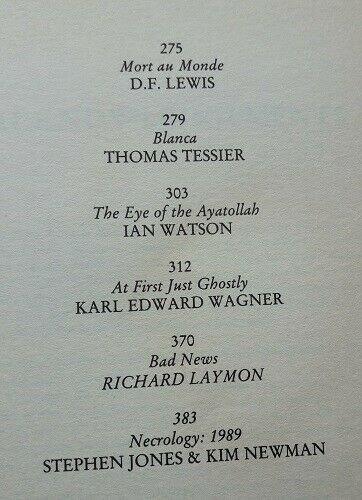 275
Mort au Monde
D.F. LEWIS
279
Blanca
THOMAS TESSIER
303
The Eye of the Ayatollah
IAN WATSON
312
At First Just Ghostly
KARL EDWARD WAGNER
370
Bad News
RICHARD LAYMON
383
Necrology: 1989
STEPHEN JONES & KIM NEWMAN